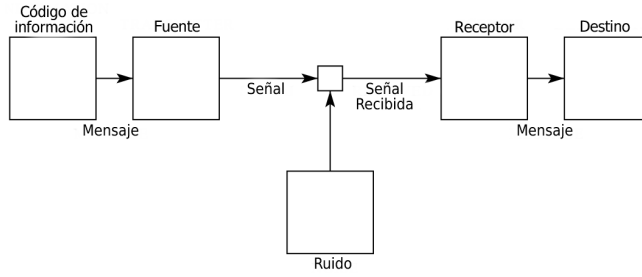 Código de
información
Fuente
Receptor
Destino
Señal
Señal
Recibida
Mensaje
Mensaje
Ruido